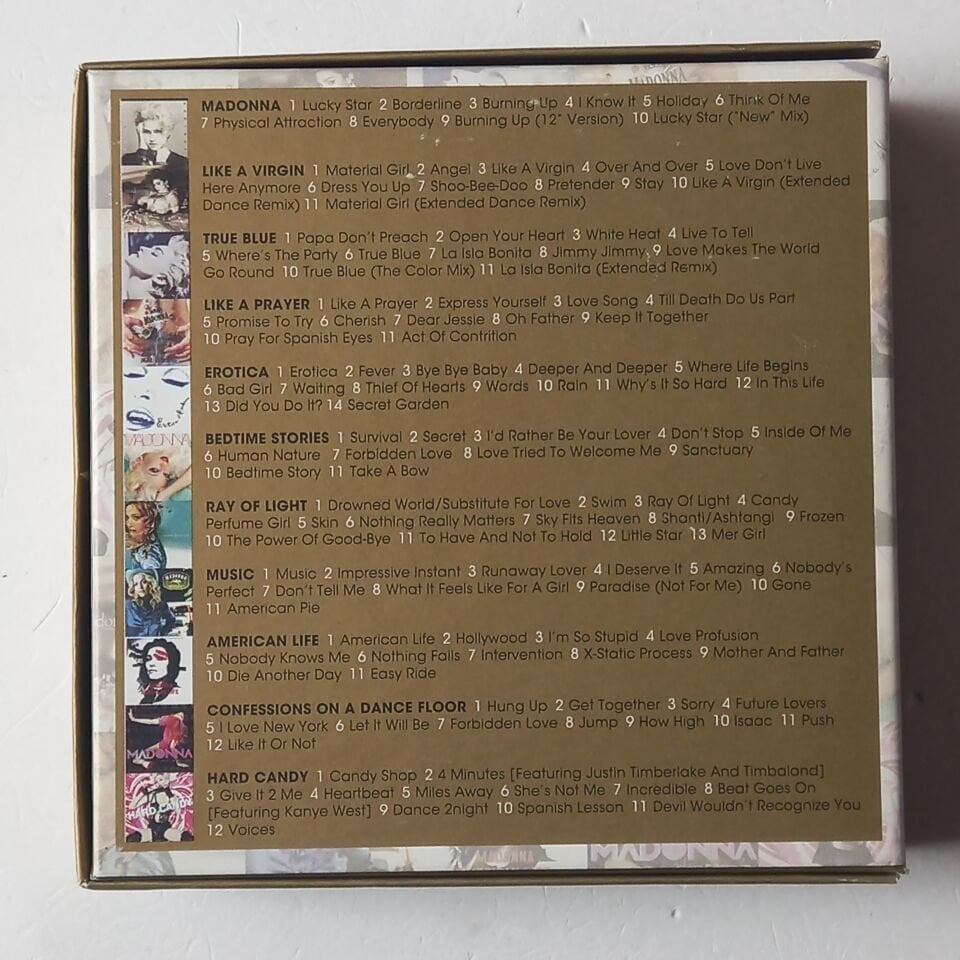 MADONNA 1 Lucky Star 2 Borderline 3 Burning Up 4 I Know It 5 Holiday 6 Think Of Me
7 Physical Attraction 8 Everybody 9 Burning Up (12" Version) 10 Lucky Star ("New" Mix)
LIKE A VIRGIN 1 Material Girl 2 Angel 3 Like A Virgin 4 Over And Over 5 Love Don't Live
Here Anymore 6 Dress You Up 7 Shoo-Bee-Doo 8 Pretender 9 Stay 10 Like A Virgin (Extended
Dance Remix) 11 Material Girl (Extended Dance Remix)
TRUE BLUE 1 Papa Don't Preach 2 Open Your Heart 3 White Heat 4 Live To Tell
5 Where's The Party 6 True Blue 7 La Isla Bonita 8 Jimmy Jimmy 9 Love Makes The World
Go Round 10 True Blue (The Color Mix) 11 La Isla Bonita (Extended Remix)
LIKE A PRAYER 1 Like A Prayer 2 Express Yourself 3 Love Song 4 Till Death Do Us Part
5 Promise To Try 6 Cherish 7 Dear Jessie 8 Oh Father 9 Keep It Together
10 Pray For Spanish Eyes 11 Act Of Contrition
EROTICA 1 Erotica 2 Fever 3 Bye Bye Baby 4 Deeper And Deeper 5 Where Life Begins
6 Bad Girl 7 Waiting 8 Thief Of Hearts 9 Words 10 Rain 11 Why's It So Hard 12 In This Life
13 Did You Do It? 14 Secret Garden
MADONNA
BEDTIME STORIES 1 Survival 2 Secret 3 I'd Rather Be Your Lover 4 Don't Stop 5 Inside Of Me
6 Human Nature 7 Forbidden Love 8 Love Tried To Welcome Me 9 Sanctuary
10 Bedtime Story 11 Take A Bow
RAY OF LIGHT 1 Drowned World/Substitute For Love 2 Swim 3 Ray Of Light 4 Candy
Perfume Girl 5 Skin 6 Nothing Really Matters 7 Sky Fits Heaven 8 Shanti/Ashtangi 9 Frozen
10 The Power Of Good-Bye 11 To Have And Not To Hold 12 Little Star 13 Mer Girl
MUSIC 1 Music 2 Impressive Instant 3 Runaway Lover 4 I Deserve It 5 Amazing 6 Nobody's
Perfect 7 Don't Tell Me 8 What It Feels Like For A Girl 9 Paradise (Not For Me) 10 Gone
11 American Pie
AMERICAN LIFE 1 American Life 2 Hollywood 3 I'm So Stupid 4 Love Profusion
5 Nobody Knows Me 6 Nothing Fails 7 Intervention 8 X-Static Process 9 Mother And Father
10 Die Another Day 11 Easy Ride
CONFESSIONS ON A DANCE FLOOR 1 Hung Up 2 Get Together 3 Sorry 4 Future Lovers
5 I Love New York 6 Let It Will Be 7 Forbidden Love 8 Jump 9 How High 10 Isaac 11 Push
12 Like It Or Not
MADONNA
HARD CANDY 1 Candy Shop 2 4 Minutes [Featuring Justin Timberlake And Timbaland]
3 Give It 2 Me 4 Heartbeat 5 Miles Away 6 She's Not Me 7 Incredible 8 Beat Goes On
[Featuring Kanye West] 9 Dance 2night 10 Spanish Lesson 11 Devil Wouldn't Recognize You
12 Voices
HARD CANDY
MADONNA
MADONNA